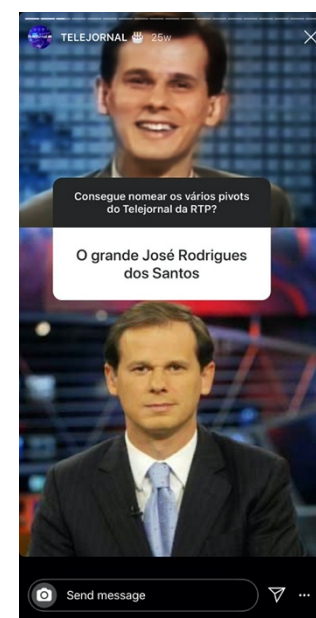 TELEJORNAL ♨ 25w
Consegue nomear os vários pivots
do Telejornal da RTP?
O grande José Rodrigues
dos Santos
Send message